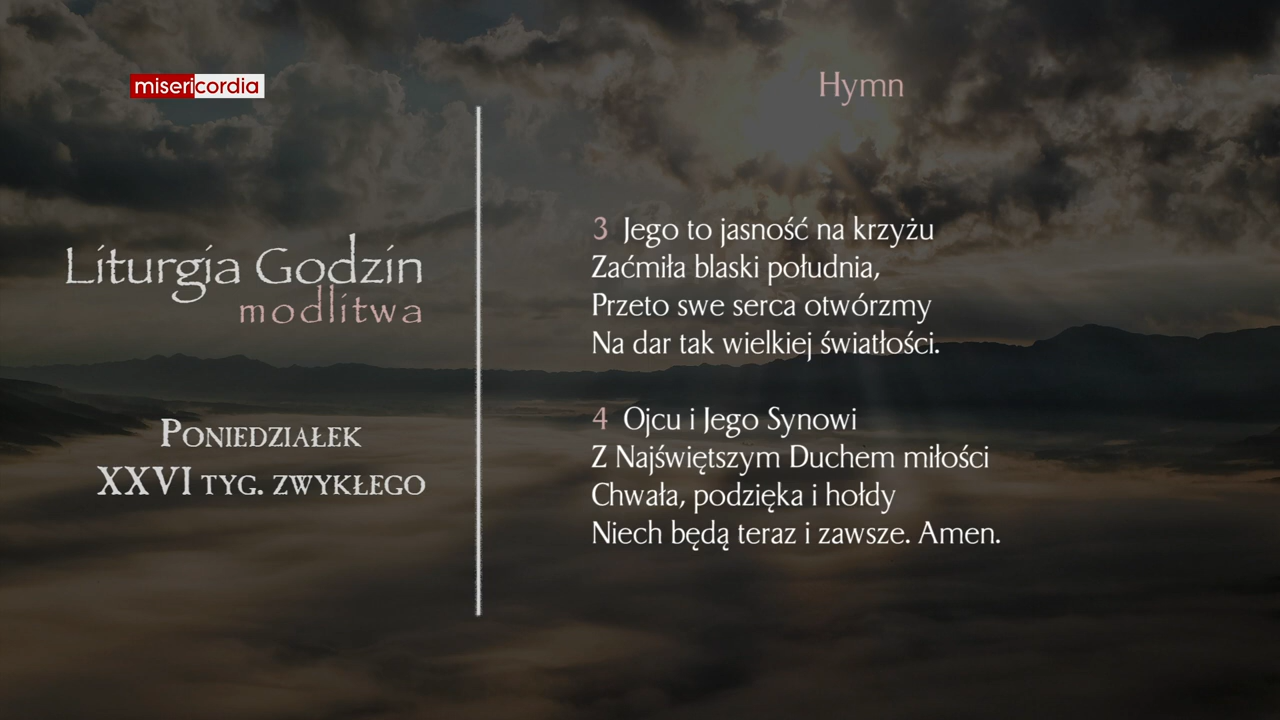 misericordia
Liturgia Godzin
modlitwa
Poniedziałek
XXVI tyg. zwykłego
Hymn
3 Jego to jasność na krzyżu
Zaćmiła blaski południa,
Przeto swe serca otwórzmy
Na dar tak wielkiej światłości.
4 Ojcu i Jego Synowi
Z Najświętszym Duchem miłości
Chwała, podzięka i hołdy
Niech będą teraz i zawsze. Amen.